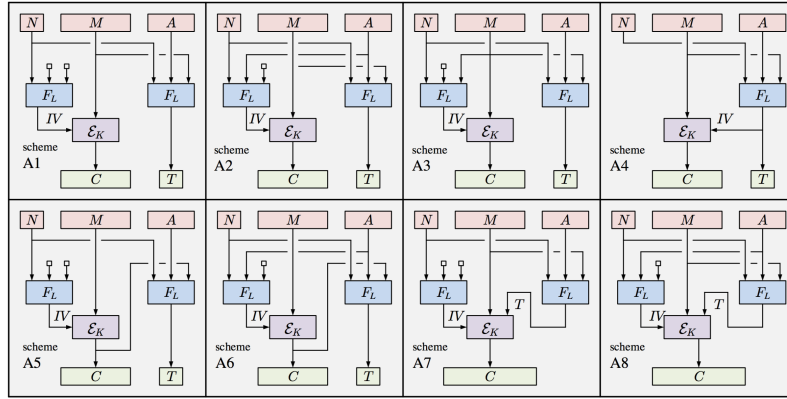 N M A N M A N M A N M A
F_L F_L F_L F_L F_L F_L F_L
IV IV IV IV
ℰ_K ℰ_K ℰ_K ℰ_K
scheme scheme scheme scheme
A1 A2 A3 A4
C T C T C T C T
N M A N M A N M A N M A
F_L F_L F_L F_L F_L F_L F_L F_L
T T
IV IV IV IV
ℰ_K ℰ_K ℰ_K ℰ_K
scheme scheme scheme scheme
A5 A6 A7 A8
C T C T C C